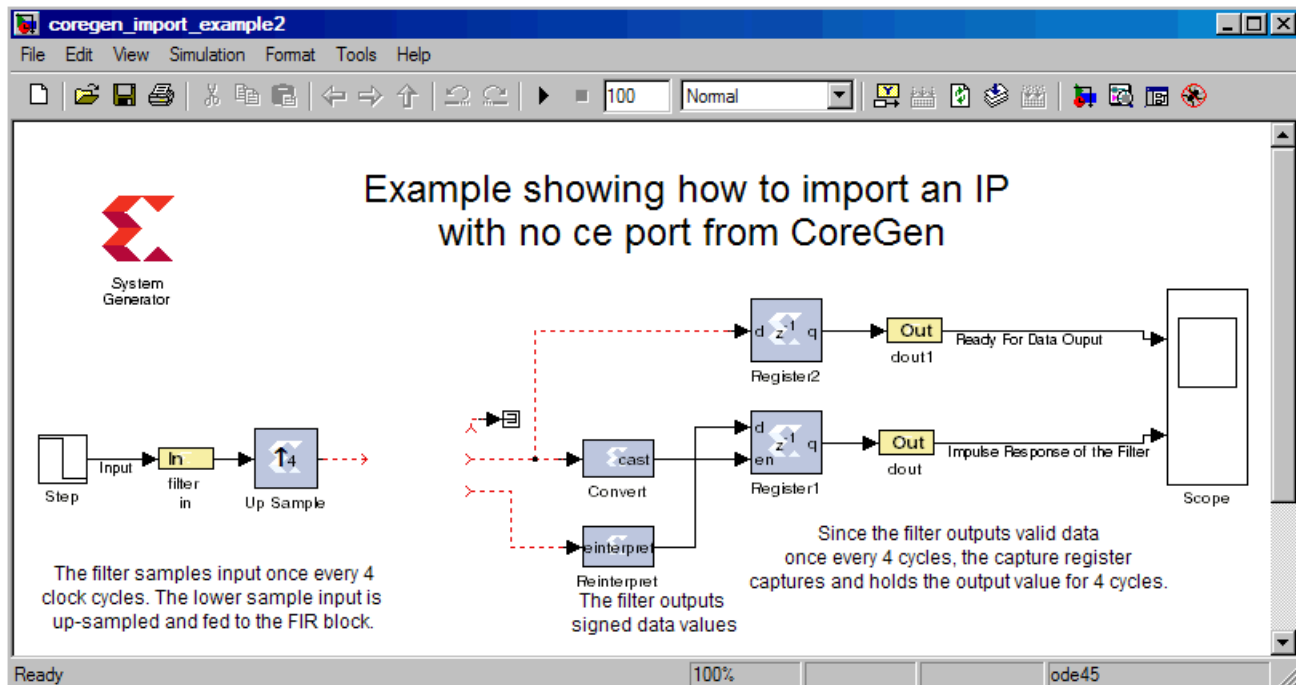 coregen_import_example2
File Edit View Simulation Format Tools Help
100 Normal
Example showing how to import an IP
with no ce port from CoreGen
System
Generator
d z-1 q
Register2
Out
dout1
Ready For Data Ouput
Step
Input
In
filter
in
↑4
Up Sample
cast
Convert
einterpret
Reinterpret
d
en
z-1 q
Register1
Out
dout
Impulse Response of the Filter
Scope
The filter samples input once every 4
clock cycles. The lower sample input is
up-sampled and fed to the FIR block.
The filter outputs
signed data values
Since the filter outputs valid data
once every 4 cycles, the capture register
captures and holds the output value for 4 cycles.
Ready 100% ode45